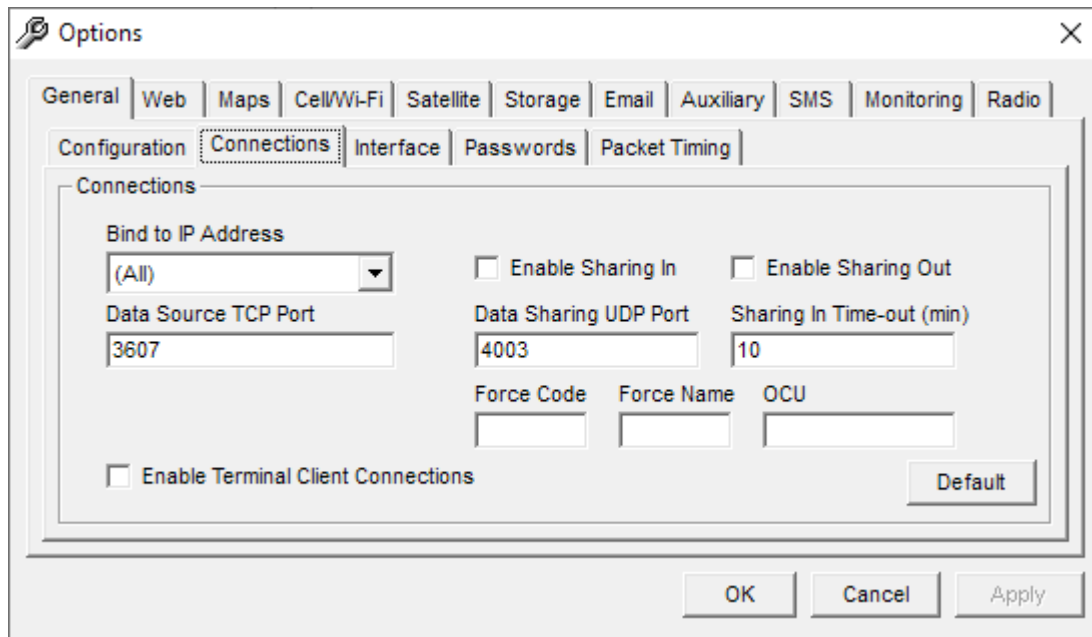 Options
General Web Maps Cell/Wi-Fi Satellite Storage Email Auxiliary SMS Monitoring Radio
Configuration Connections Interface Passwords Packet Timing
Connections
Bind to IP Address
(All) Enable Sharing In Enable Sharing Out
Data Source TCP Port Data Sharing UDP Port Sharing In Time-out (min)
3607 4003 10
Force Code Force Name OCU
Enable Terminal Client Connections
Default
OK Cancel Apply